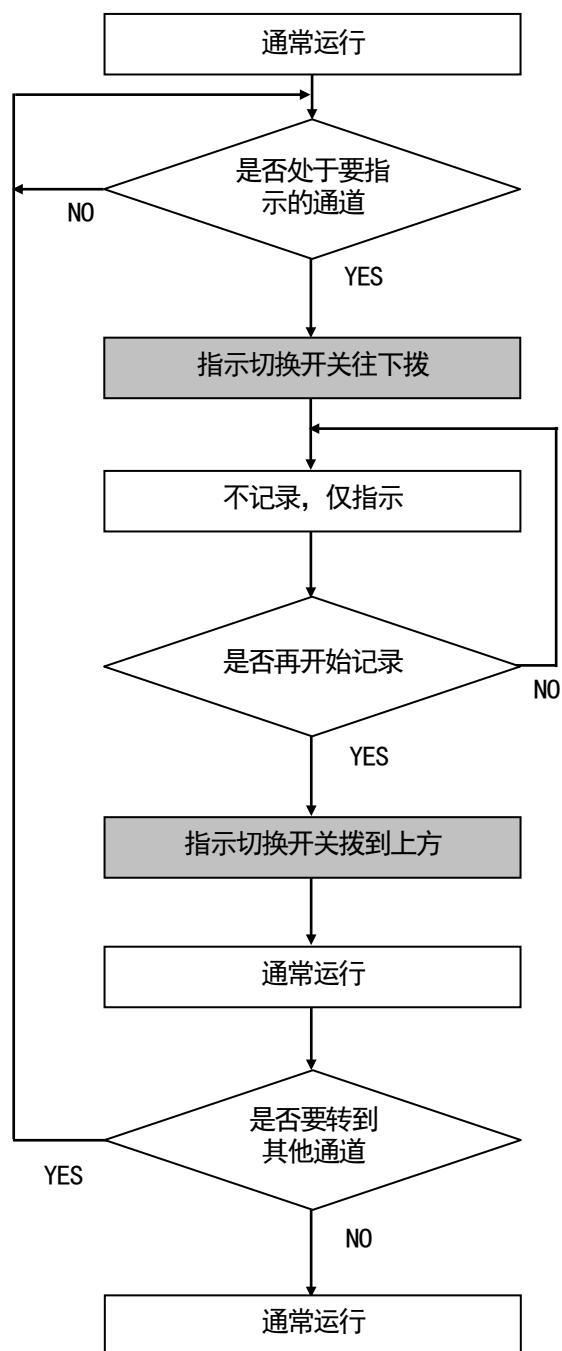 通常运行
是否处于要指
示的通道
NO
YES
指示切换开关往下拨
不记录，仅指示
是否再开始记录
NO
YES
指示切换开关拨到上方
通常运行
是否要转到
其他通道
YES
NO
通常运行